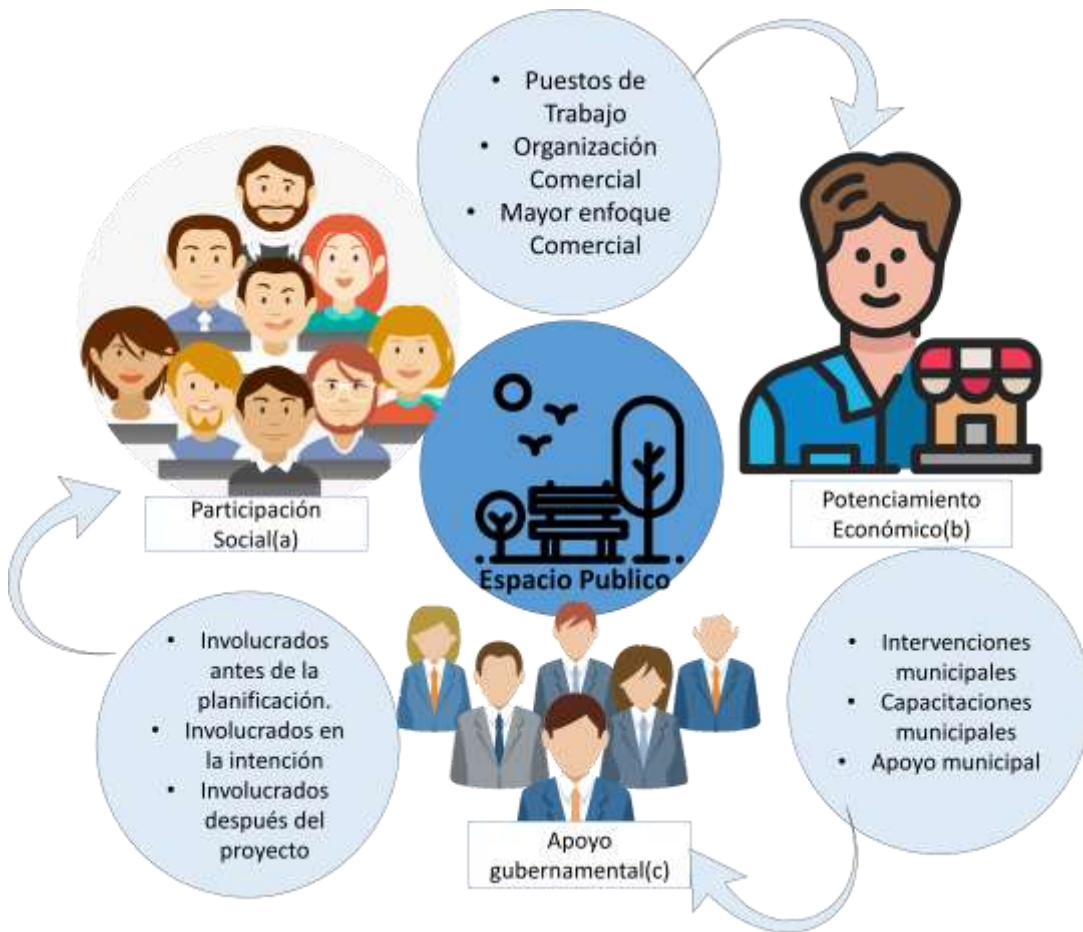 • Puestos de
Trabajo
• Organización
Comercial
• Mayor enfoque
Comercial
Participación
Social(a)
Potenciamiento
Económico(b)
Espacio Publico
• Involucrados
antes de la
planificación.
• Involucrados en
la intención
• Involucrados
después del
proyecto
• Intervenciones
municipales
• Capacitaciones
municipales
• Apoyo municipal
Apoyo
gubernamental(c)